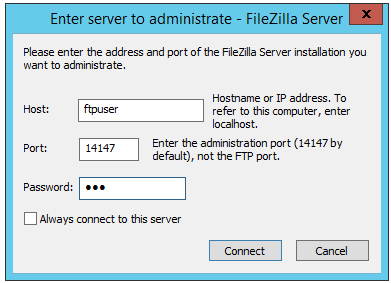 Enter server to administrate - FileZilla Server
x
Please enter the address and port of the FileZilla Server installation you
want to administrate.
Host:
ftpuser
Hostname or IP address. To
refer to this computer, enter
localhost.
Port:
14147
Enter the administration port (14147 by
default), not the FTP port.
Password:
●●●
Always connect to this server
Connect
Cancel